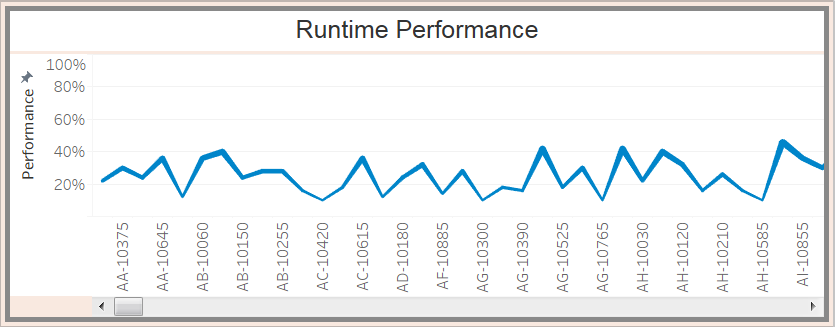 Runtime Performance
Performance
100%
80%
60%
40%
20%
AA-10375
AA-10645
AB-10060
AB-10150
AB-10255
AC-10420
AC-10615
AD-10180
AF-10885
AG-10300
AG-10390
AG-10525
AG-10765
AH-10030
AH-10120
AH-10210
AH-10585
AI-10855